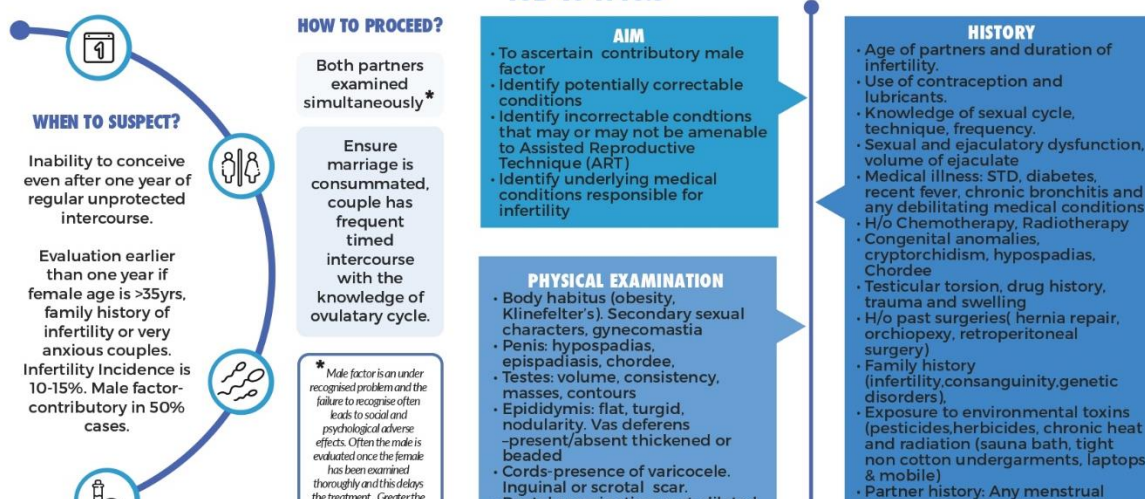 WHEN TO SUSPECT?
Inability to conceive
even after one year of
regular unprotected
intercourse.
Evaluation earlier
than one year if
female age is >35yrs,
family history of
infertility or very
anxious couples.
Infertility Incidence is
10-15%. Male factor-
contributory in 50%
cases.
HOW TO PROCEED?
Both partners
examined
simultaneously*
Ensure
marriage is
consummated,
couple has
frequent
timed
intercourse
with the
knowledge of
ovulatary cycle.
* Male factor is an under
recognised problem and the
failure to recognise often
leads to social and
psychological adverse
effects. Often the male is
evaluated once the female
has been examined
thoroughly and this delays
the treatment. Greater the
AIM
• To ascertain contributory male
factor
• Identify potentially correctable
conditions
• Identify incorrectable condtions
that may or may not be amenable
to Assisted Reproductive
Technique (ART)
• Identify underlying medical
conditions responsible for
infertility
PHYSICAL EXAMINATION
• Body habitus (obesity,
Klinefelter's). Secondary sexual
characters, gynecomastia
• Penis: hypospadias,
epispadiasis, chordee,
• Testes: volume, consistency,
masses, contours
• Epididymis: flat, turgid,
nodularity. Vas deferens
–present/absent thickened or
beaded
• Cords-presence of varicocele.
Inguinal or scrotal scar.
HISTORY
• Age of partners and duration of
infertility.
• Use of contraception and
lubricants.
• Knowledge of sexual cycle,
technique, frequency.
• Sexual and ejaculatory dysfunction,
volume of ejaculate
• Medical illness: STD, diabetes,
recent fever, chronic bronchitis and
any debilitating medical conditions
• H/o Chemotherapy, Radiotherapy
• Congenital anomalies,
cryptorchidism, hypospadias,
Chordee
• Testicular torsion, drug history,
trauma and swelling
• H/o past surgeries( hernia repair,
orchiopexy, retroperitoneal
surgery)
• Family history
(infertility,consanguinity,genetic
disorders),
• Exposure to environmental toxins
(pesticides,herbicides, chronic heat
and radiation (sauna bath, tight
non cotton undergarments, laptops
& mobile)
• Partner history: Any menstrual